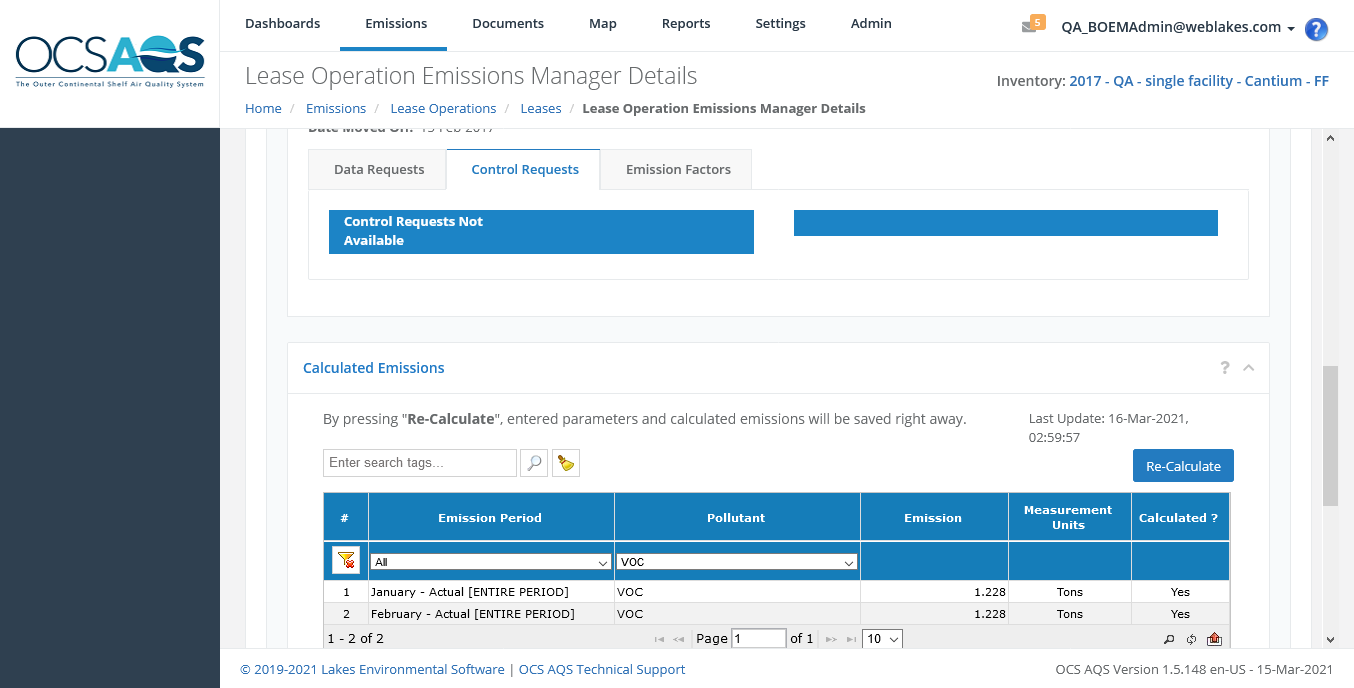 Dashboards Emissions Documents Map Reports Settings Admin 5 QA_BOEMAdmin@weblakes.com ?
OCSAQS
The Outer Continental Shelf Air Quality System
Lease Operation Emissions Manager Details
Inventory: 2017 - QA - single facility - Cantium - FF
Home / Emissions / Lease Operations / Leases / Lease Operation Emissions Manager Details
Date Moved On: 15 Feb 2017
Data Requests Control Requests Emission Factors
Control Requests Not
Available
Calculated Emissions ?
By pressing "Re-Calculate", entered parameters and calculated emissions will be saved right away.
Last Update: 16-Mar-2021,
02:59:57
Enter search tags...
Re-Calculate
# Emission Period Pollutant Emission Measurement Units Calculated ?
All VOC
1 January - Actual [ENTIRE PERIOD] VOC 1.228 Tons Yes
2 February - Actual [ENTIRE PERIOD] VOC 1.228 Tons Yes
1 - 2 of 2 Page 1 of 1 10
© 2019-2021 Lakes Environmental Software | OCS AQS Technical Support
OCS AQS Version 1.5.148 en-US - 15-Mar-2021